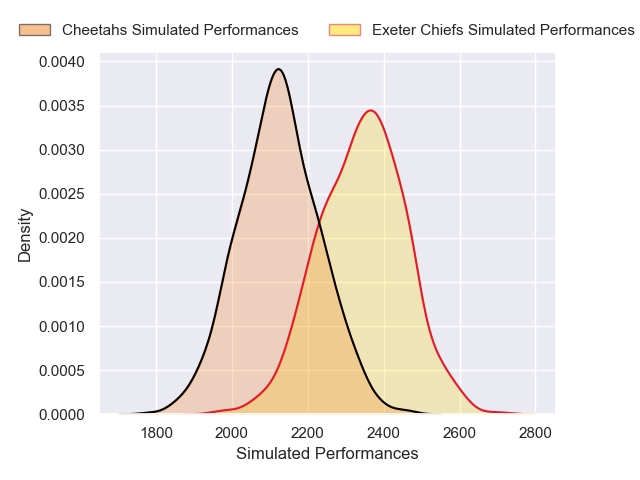 Cheetahs Simulated Performances
Exeter Chiefs Simulated Performances
0.0040
0.0035
0.0030
0.0025
0.0020
0.0015
0.0010
0.0005
0.0000
Density
1800 2000 2200 2400 2600 2800
Simulated Performances